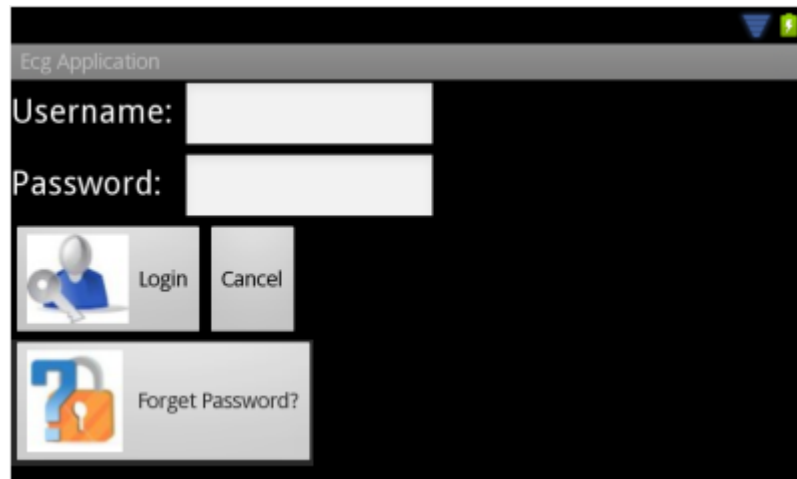 Ecg Application
Username:
Password:
Login Cancel
Forget Password?